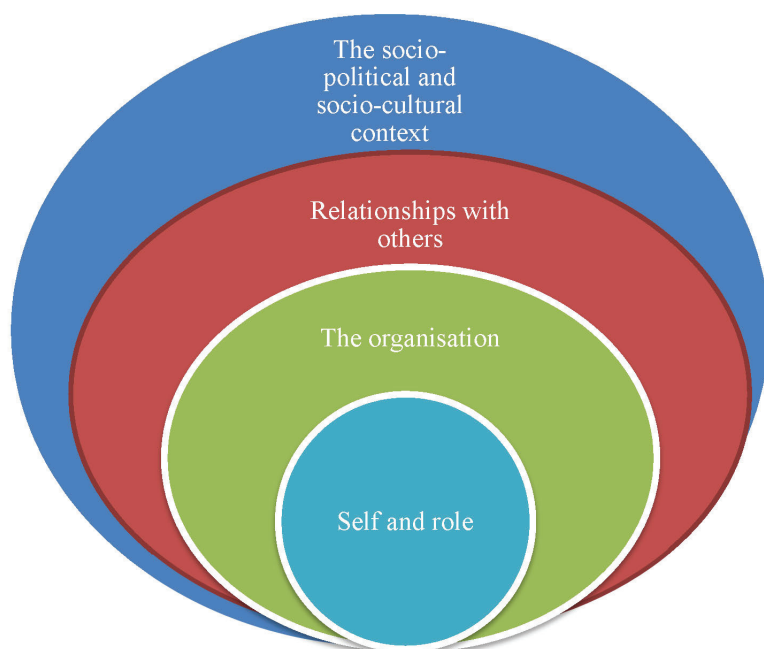 The socio-
political and
socio-cultural
context
Relationships with
others
The organisation
Self and role